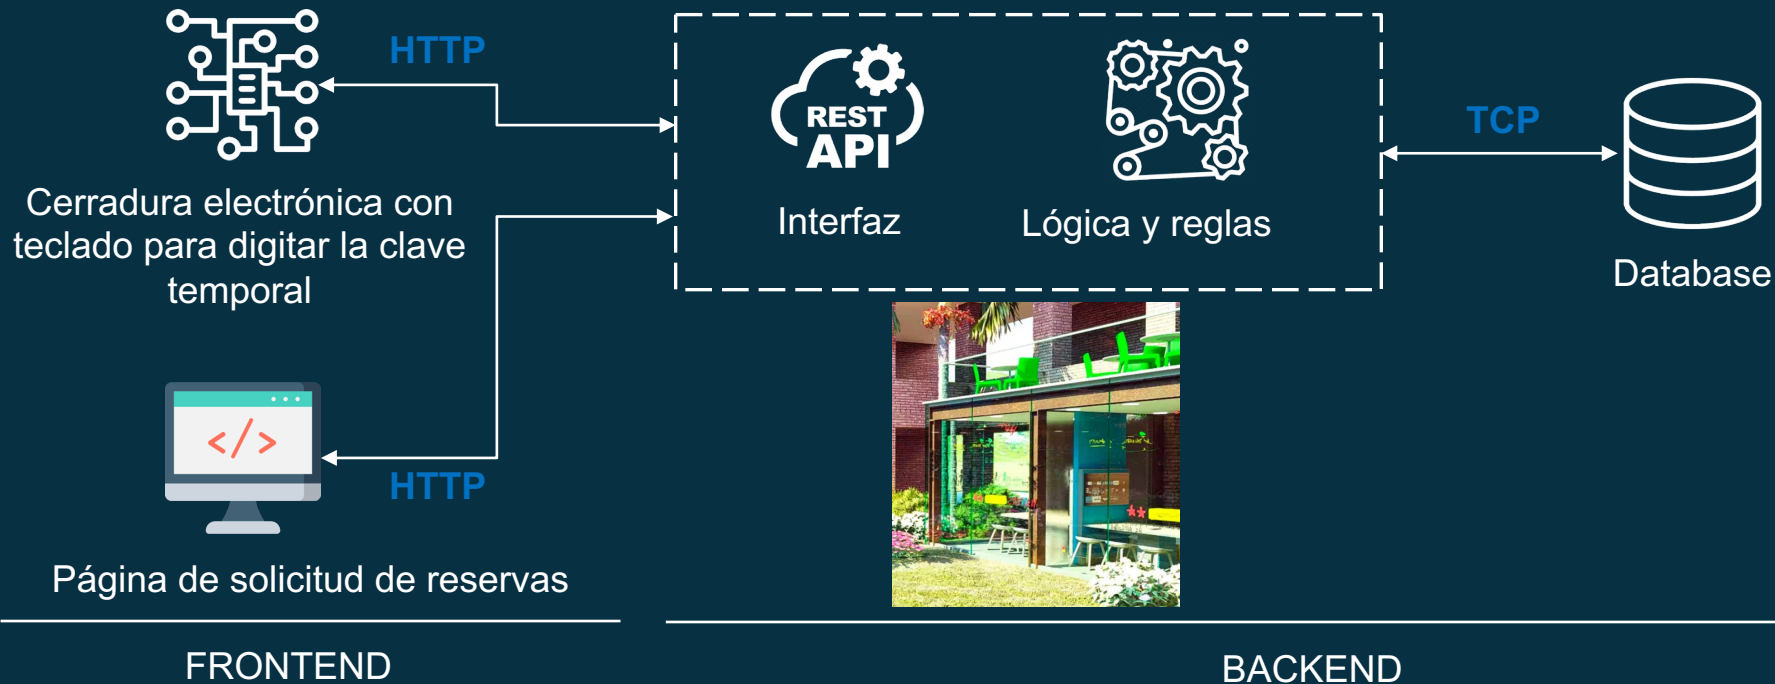 HTTP
REST
API
TCP
Cerradura electrónica con
teclado para digitar la clave
temporal
Interfaz
Lógica y reglas
Database
</>
HTTP
Página de solicitud de reservas
FRONTEND
BACKEND